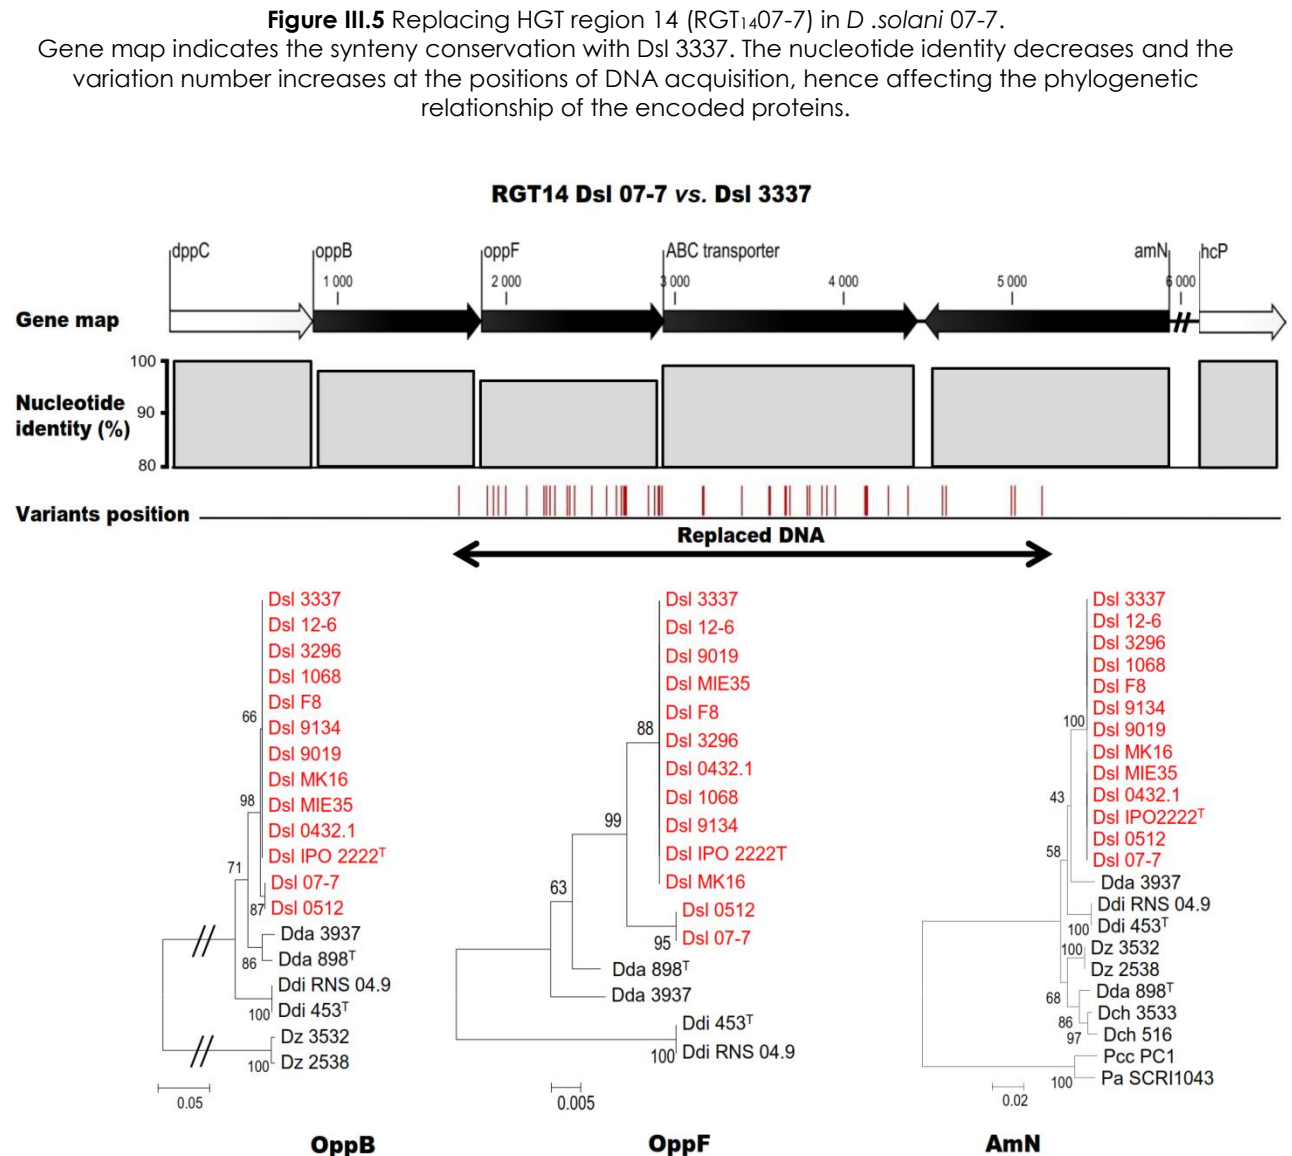 Figure III.5 Replacing HGT region 14 (RGT₁₄07-7) in D .solani 07-7.
Gene map indicates the synteny conservation with Dsl 3337. The nucleotide identity decreases and the
variation number increases at the positions of DNA acquisition, hence affecting the phylogenetic
relationship of the encoded proteins.
RGT14 Dsl 07-7 vs. Dsl 3337
dppC oppB oppF ABC transporter amN hcP
1 000 2 000 3 000 4 000 5 000 6 000
Gene map
100
Nucleotide
identity (%)
90
80
Variants position
Replaced DNA
Dsl 3337
Dsl 12-6
Dsl 3296
Dsl 1068
Dsl F8
66
Dsl 9134
Dsl 9019
Dsl MK16
98
Dsl MIE35
Dsl 0432.1
Dsl IPO 2222ᵀ
71
Dsl 07-7
87
Dsl 0512
Dda 3937
86
Dda 898ᵀ
Ddi RNS 04.9
100
Ddi 453ᵀ
Dz 3532
100
Dz 2538
0.05
OppB
Dsl 3337
Dsl 12-6
Dsl 9019
Dsl MIE35
Dsl F8
88
Dsl 3296
Dsl 0432.1
Dsl 1068
99
Dsl 9134
Dsl IPO 2222T
Dsl MK16
63
Dsl 0512
95
Dsl 07-7
Dda 898ᵀ
Dda 3937
Ddi 453ᵀ
100
Ddi RNS 04.9
0.005
OppF
Dsl 3337
Dsl 12-6
Dsl 3296
Dsl 1068
Dsl F8
Dsl 9134
100
Dsl 9019
Dsl MK16
Dsl MIE35
43
Dsl 0432.1
Dsl IPO2222ᵀ
Dsl 0512
58
Dsl 07-7
Dda 3937
Ddi RNS 04.9
100
Ddi 453ᵀ
100
Dz 3532
Dz 2538
68
Dda 898ᵀ
Dch 3533
86
Dch 516
97
Pcc PC1
100
Pa SCRI1043
0.02
AmN